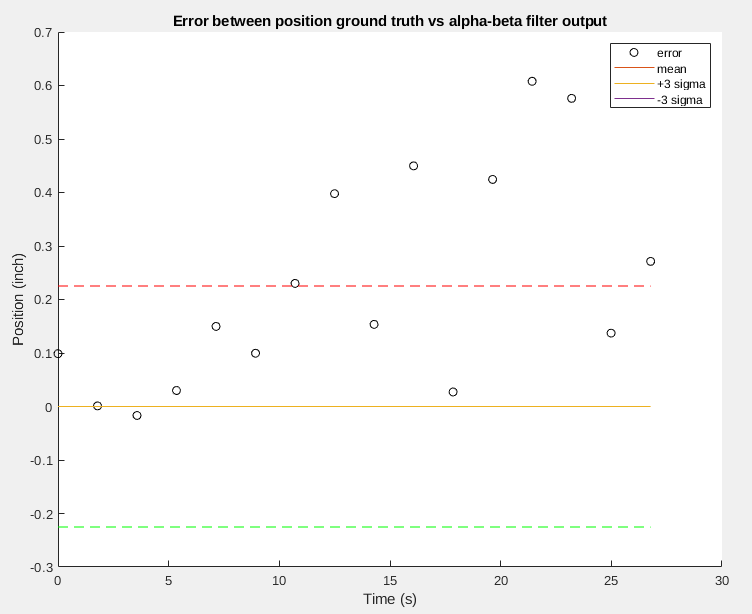 Error between position ground truth vs alpha-beta filter output
error
mean
+3 sigma
-3 sigma
Position (inch)
0.7
0.6
0.5
0.4
0.3
0.2
0.1
0
-0.1
-0.2
-0.3
0
5
10
15
20
25
30
Time (s)